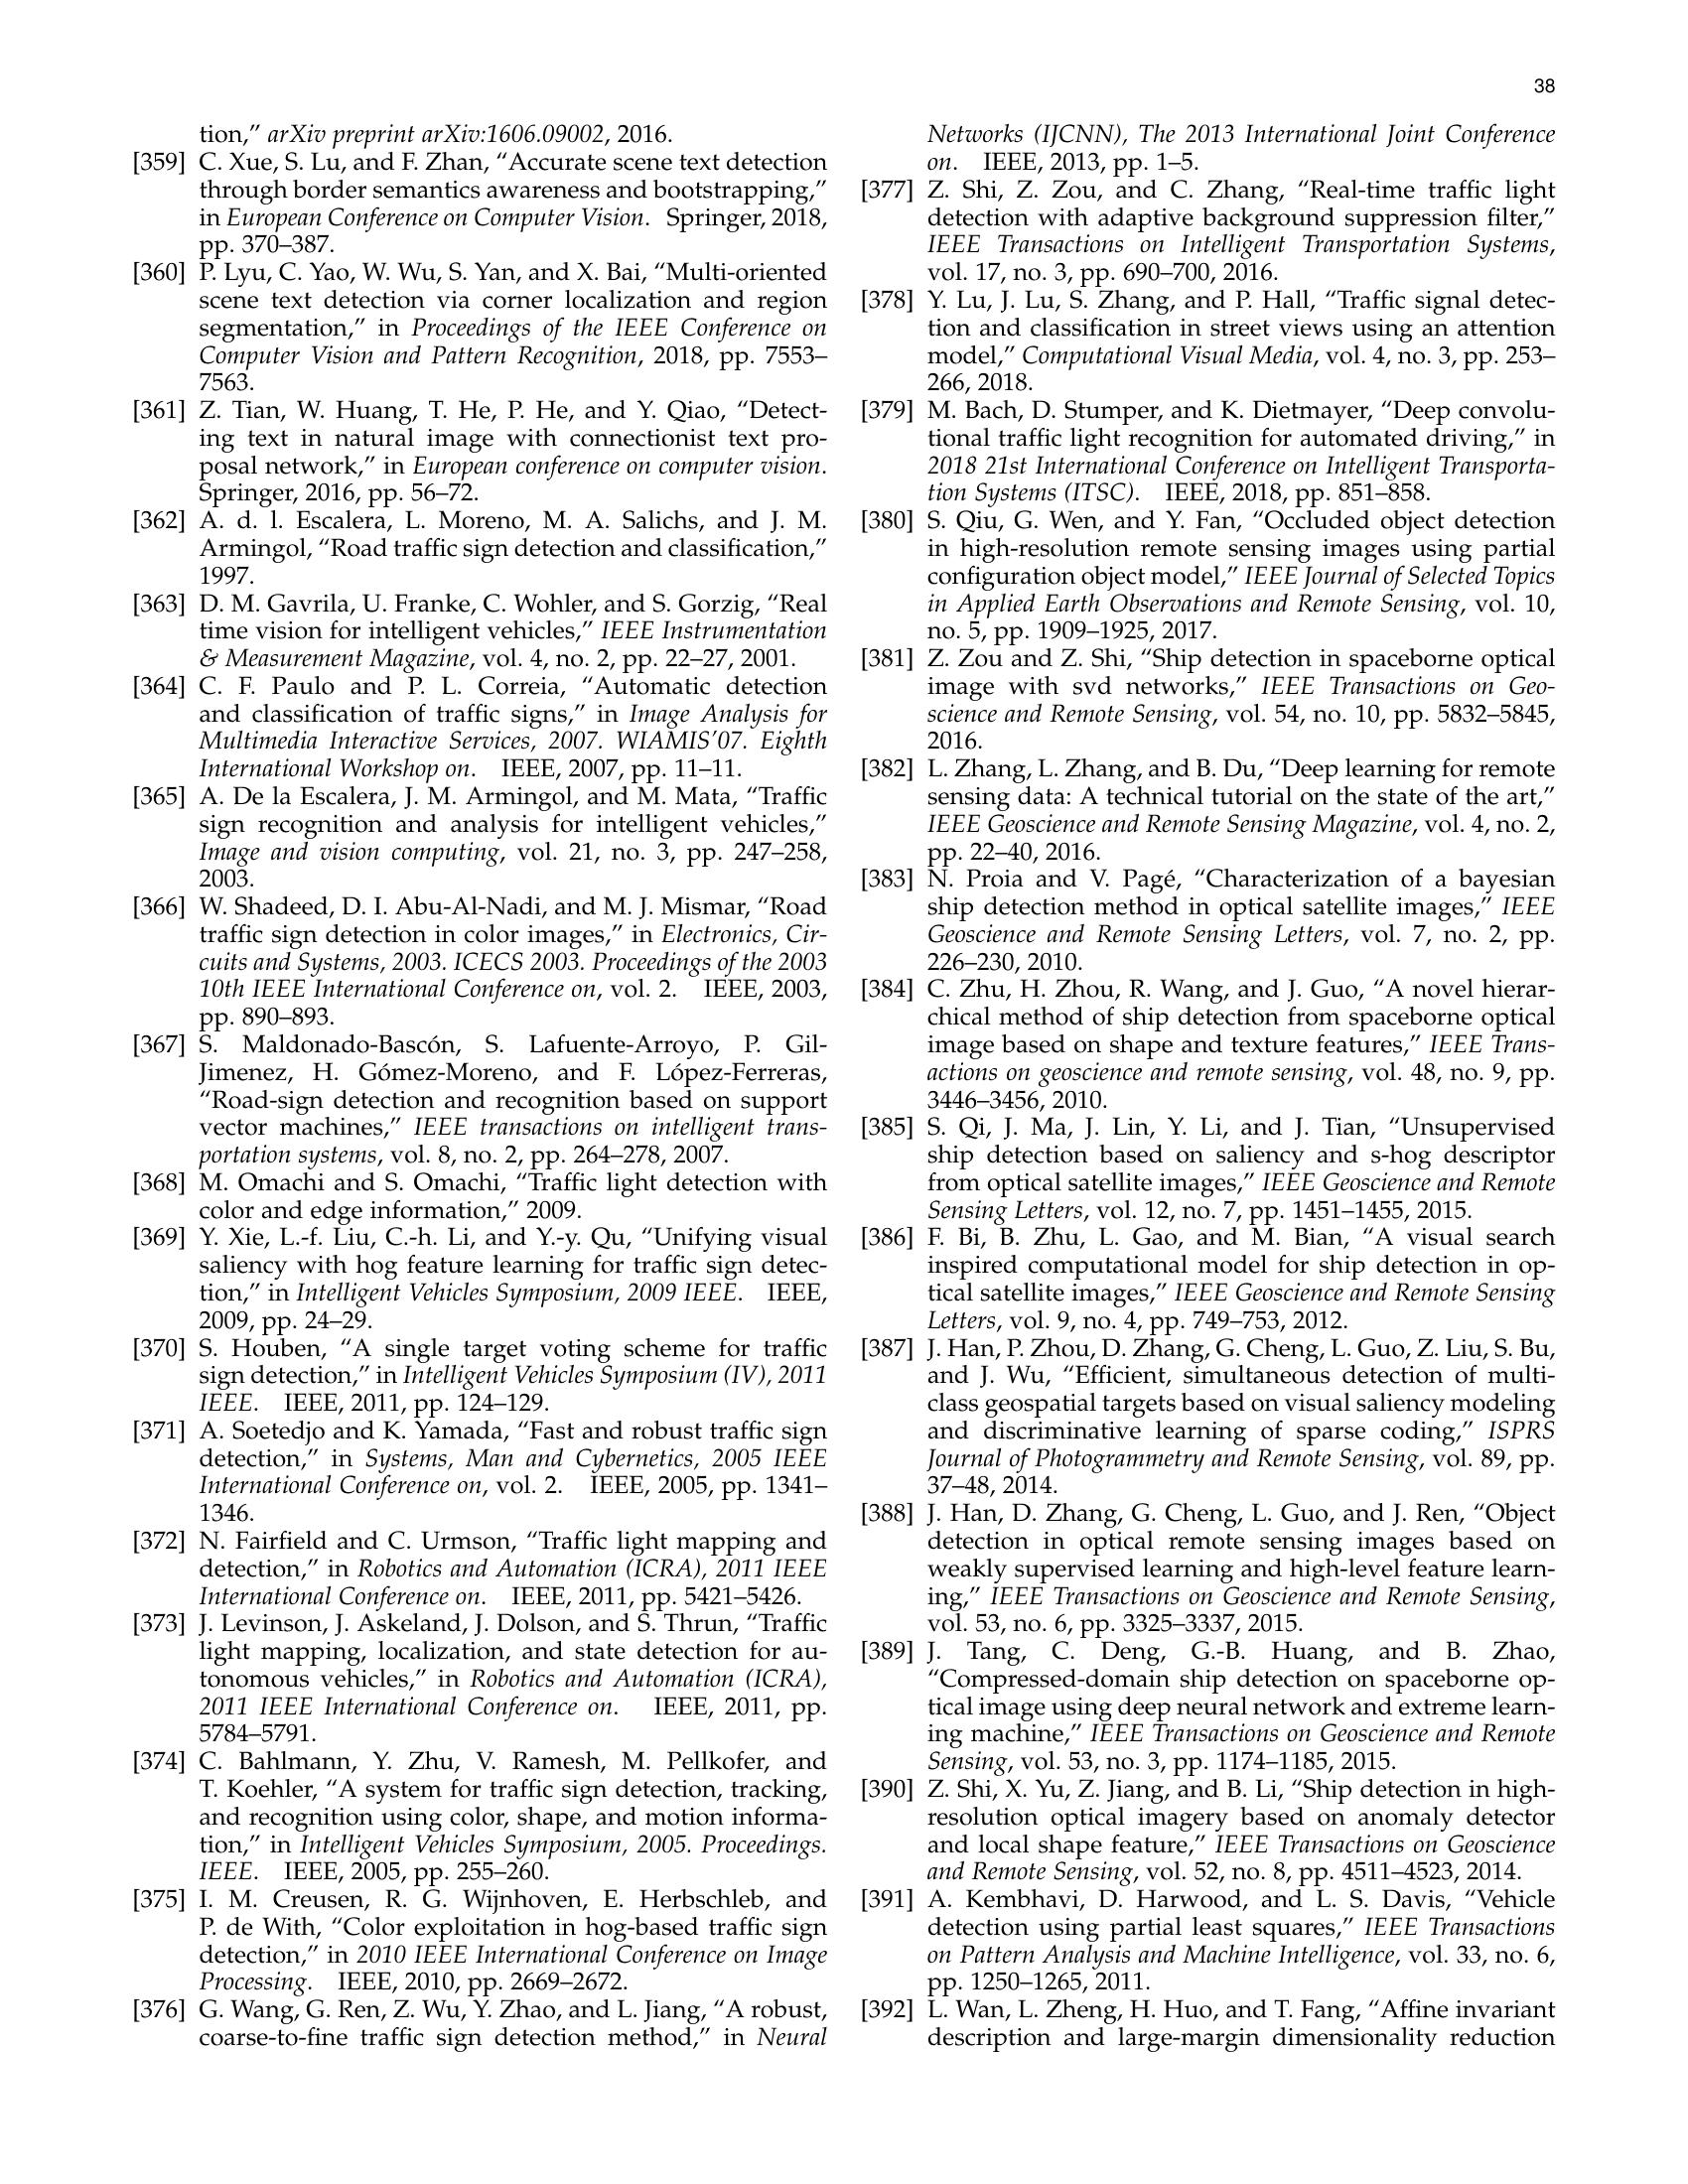 38
tion,” arXiv preprint arXiv:1606.09002, 2016.
[359] C. Xue, S. Lu, and F. Zhan, “Accurate scene text detection
through border semantics awareness and bootstrapping,”
in European Conference on Computer Vision. Springer, 2018,
pp. 370–387.
[360] P. Lyu, C. Yao, W. Wu, S. Yan, and X. Bai, “Multi-oriented
scene text detection via corner localization and region
segmentation,” in Proceedings of the IEEE Conference on
Computer Vision and Pattern Recognition, 2018, pp. 7553–
7563.
[361] Z. Tian, W. Huang, T. He, P. He, and Y. Qiao, “Detect-
ing text in natural image with connectionist text pro-
posal network,” in European conference on computer vision.
Springer, 2016, pp. 56–72.
[362] A. d. l. Escalera, L. Moreno, M. A. Salichs, and J. M.
Armingol, “Road traffic sign detection and classification,”
1997.
[363] D. M. Gavrila, U. Franke, C. Wohler, and S. Gorzig, “Real
time vision for intelligent vehicles,” IEEE Instrumentation
& Measurement Magazine, vol. 4, no. 2, pp. 22–27, 2001.
[364] C. F. Paulo and P. L. Correia, “Automatic detection
and classification of traffic signs,” in Image Analysis for
Multimedia Interactive Services, 2007. WIAMIS’07. Eighth
International Workshop on. IEEE, 2007, pp. 11–11.
[365] A. De la Escalera, J. M. Armingol, and M. Mata, “Traffic
sign recognition and analysis for intelligent vehicles,”
Image and vision computing, vol. 21, no. 3, pp. 247–258,
2003.
[366] W. Shadeed, D. I. Abu-Al-Nadi, and M. J. Mismar, “Road
traffic sign detection in color images,” in Electronics, Cir-
cuits and Systems, 2003. ICECS 2003. Proceedings of the 2003
10th IEEE International Conference on, vol. 2. IEEE, 2003,
pp. 890–893.
[367] S. Maldonado-Bascón, S. Lafuente-Arroyo, P. Gil-
Jimenez, H. Gómez-Moreno, and F. López-Ferreras,
“Road-sign detection and recognition based on support
vector machines,” IEEE transactions on intelligent trans-
portation systems, vol. 8, no. 2, pp. 264–278, 2007.
[368] M. Omachi and S. Omachi, “Traffic light detection with
color and edge information,” 2009.
[369] Y. Xie, L.-f. Liu, C.-h. Li, and Y.-y. Qu, “Unifying visual
saliency with hog feature learning for traffic sign detec-
tion,” in Intelligent Vehicles Symposium, 2009 IEEE. IEEE,
2009, pp. 24–29.
[370] S. Houben, “A single target voting scheme for traffic
sign detection,” in Intelligent Vehicles Symposium (IV), 2011
IEEE. IEEE, 2011, pp. 124–129.
[371] A. Soetedjo and K. Yamada, “Fast and robust traffic sign
detection,” in Systems, Man and Cybernetics, 2005 IEEE
International Conference on, vol. 2. IEEE, 2005, pp. 1341–
1346.
[372] N. Fairfield and C. Urmson, “Traffic light mapping and
detection,” in Robotics and Automation (ICRA), 2011 IEEE
International Conference on. IEEE, 2011, pp. 5421–5426.
[373] J. Levinson, J. Askeland, J. Dolson, and S. Thrun, “Traffic
light mapping, localization, and state detection for au-
tonomous vehicles,” in Robotics and Automation (ICRA),
2011 IEEE International Conference on. IEEE, 2011, pp.
5784–5791.
[374] C. Bahlmann, Y. Zhu, V. Ramesh, M. Pellkofer, and
T. Koehler, “A system for traffic sign detection, tracking,
and recognition using color, shape, and motion informa-
tion,” in Intelligent Vehicles Symposium, 2005. Proceedings.
IEEE. IEEE, 2005, pp. 255–260.
[375] I. M. Creusen, R. G. Wijnhoven, E. Herbschleb, and
P. de With, “Color exploitation in hog-based traffic sign
detection,” in 2010 IEEE International Conference on Image
Processing. IEEE, 2010, pp. 2669–2672.
[376] G. Wang, G. Ren, Z. Wu, Y. Zhao, and L. Jiang, “A robust,
coarse-to-fine traffic sign detection method,” in Neural
Networks (IJCNN), The 2013 International Joint Conference
on. IEEE, 2013, pp. 1–5.
[377] Z. Shi, Z. Zou, and C. Zhang, “Real-time traffic light
detection with adaptive background suppression filter,”
IEEE Transactions on Intelligent Transportation Systems,
vol. 17, no. 3, pp. 690–700, 2016.
[378] Y. Lu, J. Lu, S. Zhang, and P. Hall, “Traffic signal detec-
tion and classification in street views using an attention
model,” Computational Visual Media, vol. 4, no. 3, pp. 253–
266, 2018.
[379] M. Bach, D. Stumper, and K. Dietmayer, “Deep convolu-
tional traffic light recognition for automated driving,” in
2018 21st International Conference on Intelligent Transporta-
tion Systems (ITSC). IEEE, 2018, pp. 851–858.
[380] S. Qiu, G. Wen, and Y. Fan, “Occluded object detection
in high-resolution remote sensing images using partial
configuration object model,” IEEE Journal of Selected Topics
in Applied Earth Observations and Remote Sensing, vol. 10,
no. 5, pp. 1909–1925, 2017.
[381] Z. Zou and Z. Shi, “Ship detection in spaceborne optical
image with svd networks,” IEEE Transactions on Geo-
science and Remote Sensing, vol. 54, no. 10, pp. 5832–5845,
2016.
[382] L. Zhang, L. Zhang, and B. Du, “Deep learning for remote
sensing data: A technical tutorial on the state of the art,”
IEEE Geoscience and Remote Sensing Magazine, vol. 4, no. 2,
pp. 22–40, 2016.
[383] N. Proia and V. Pagé, “Characterization of a bayesian
ship detection method in optical satellite images,” IEEE
Geoscience and Remote Sensing Letters, vol. 7, no. 2, pp.
226–230, 2010.
[384] C. Zhu, H. Zhou, R. Wang, and J. Guo, “A novel hierar-
chical method of ship detection from spaceborne optical
image based on shape and texture features,” IEEE Trans-
actions on geoscience and remote sensing, vol. 48, no. 9, pp.
3446–3456, 2010.
[385] S. Qi, J. Ma, J. Lin, Y. Li, and J. Tian, “Unsupervised
ship detection based on saliency and s-hog descriptor
from optical satellite images,” IEEE Geoscience and Remote
Sensing Letters, vol. 12, no. 7, pp. 1451–1455, 2015.
[386] F. Bi, B. Zhu, L. Gao, and M. Bian, “A visual search
inspired computational model for ship detection in op-
tical satellite images,” IEEE Geoscience and Remote Sensing
Letters, vol. 9, no. 4, pp. 749–753, 2012.
[387] J. Han, P. Zhou, D. Zhang, G. Cheng, L. Guo, Z. Liu, S. Bu,
and J. Wu, “Efficient, simultaneous detection of multi-
class geospatial targets based on visual saliency modeling
and discriminative learning of sparse coding,” ISPRS
Journal of Photogrammetry and Remote Sensing, vol. 89, pp.
37–48, 2014.
[388] J. Han, D. Zhang, G. Cheng, L. Guo, and J. Ren, “Object
detection in optical remote sensing images based on
weakly supervised learning and high-level feature learn-
ing,” IEEE Transactions on Geoscience and Remote Sensing,
vol. 53, no. 6, pp. 3325–3337, 2015.
[389] J. Tang, C. Deng, G.-B. Huang, and B. Zhao,
“Compressed-domain ship detection on spaceborne op-
tical image using deep neural network and extreme learn-
ing machine,” IEEE Transactions on Geoscience and Remote
Sensing, vol. 53, no. 3, pp. 1174–1185, 2015.
[390] Z. Shi, X. Yu, Z. Jiang, and B. Li, “Ship detection in high-
resolution optical imagery based on anomaly detector
and local shape feature,” IEEE Transactions on Geoscience
and Remote Sensing, vol. 52, no. 8, pp. 4511–4523, 2014.
[391] A. Kembhavi, D. Harwood, and L. S. Davis, “Vehicle
detection using partial least squares,” IEEE Transactions
on Pattern Analysis and Machine Intelligence, vol. 33, no. 6,
pp. 1250–1265, 2011.
[392] L. Wan, L. Zheng, H. Huo, and T. Fang, “Affine invariant
description and large-margin dimensionality reduction